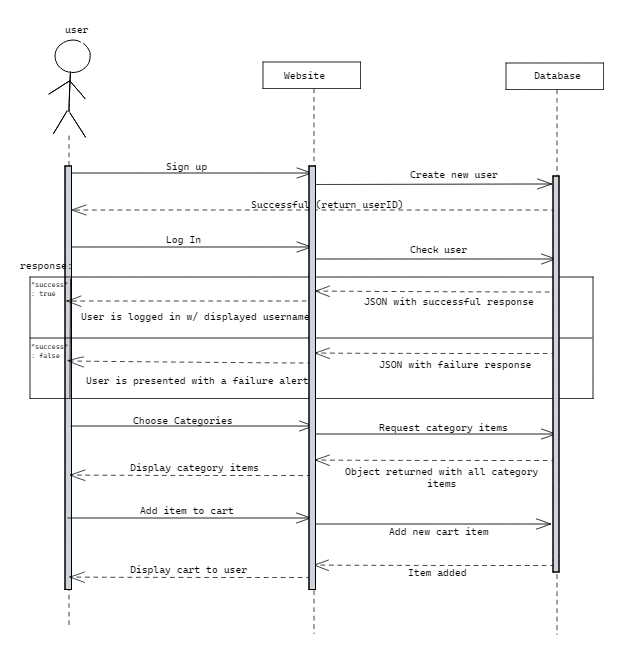 user
Website
Database
Sign up
Create new user
Successful (return userID)
Log In
Check user
response:
"success"
: true
JSON with successful response
User is logged in w/ displayed username
"success"
: false
JSON with failure response
User is presented with a failure alert
Choose Categories
Request category items
Display category items
Object returned with all category
items
Add item to cart
Add new cart item
Display cart to user
Item added